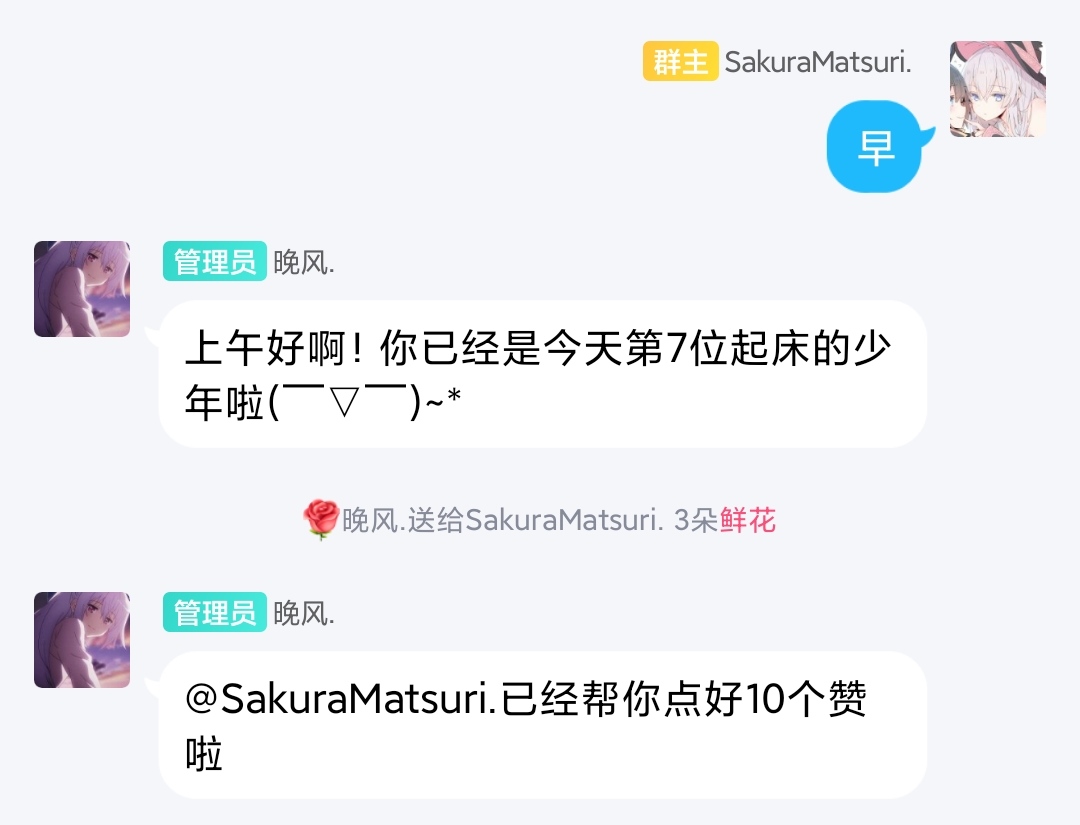 群主 SakuraMatsuri.
早
管理员 晚风.
上午好啊！你已经是今天第7位起床的少
年啦(￣▽￣)~*
🌹晚风.送给SakuraMatsuri. 3朵鲜花
管理员 晚风.
@SakuraMatsuri.已经帮你点好10个赞
啦